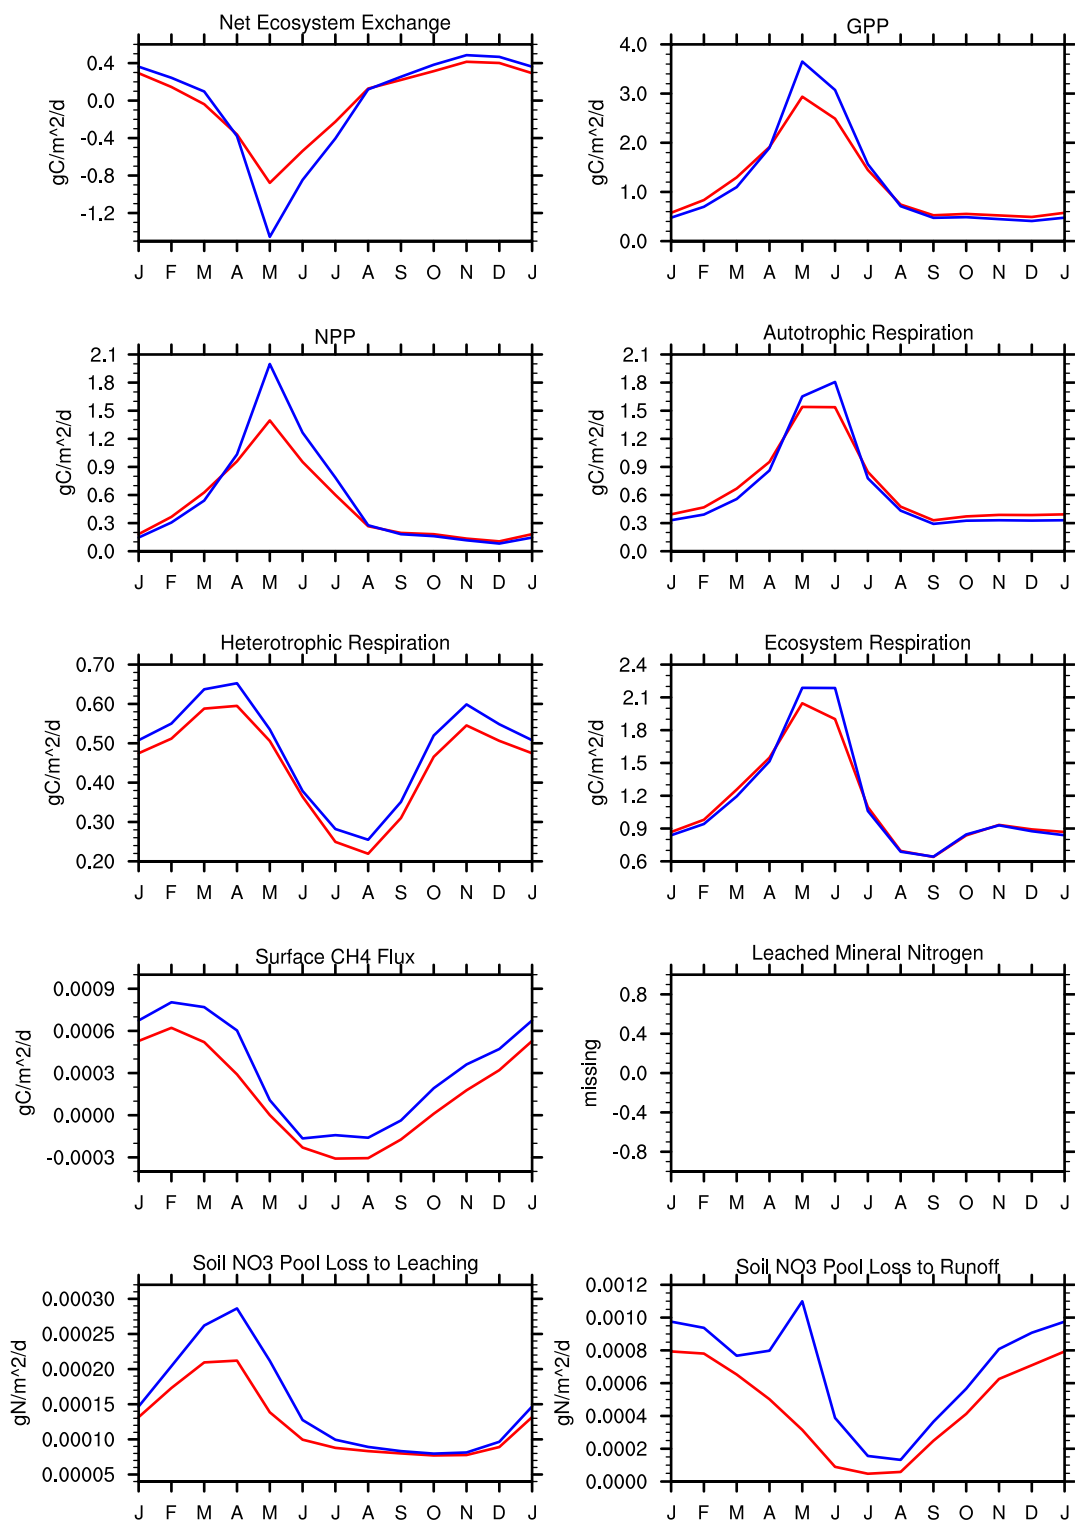 Net Ecosystem Exchange
gC/m^2/d
0.4
0.0
-0.4
-0.8
-1.2
J F M A M J J A S O N D J
GPP
gC/m^2/d
4.0
3.0
2.0
1.0
0.0
J F M A M J J A S O N D J
NPP
gC/m^2/d
2.1
1.8
1.5
1.2
0.9
0.6
0.3
0.0
J F M A M J J A S O N D J
Autotrophic Respiration
gC/m^2/d
2.1
1.8
1.5
1.2
0.9
0.6
0.3
0.0
J F M A M J J A S O N D J
Heterotrophic Respiration
gC/m^2/d
0.70
0.60
0.50
0.40
0.30
0.20
J F M A M J J A S O N D J
Ecosystem Respiration
gC/m^2/d
2.4
2.1
1.8
1.5
1.2
0.9
0.6
J F M A M J J A S O N D J
Surface CH4 Flux
gC/m^2/d
0.0009
0.0006
0.0003
0.0000
-0.0003
J F M A M J J A S O N D J
Leached Mineral Nitrogen
missing
0.8
0.4
0.0
-0.4
-0.8
J F M A M J J A S O N D J
Soil NO3 Pool Loss to Leaching
gN/m^2/d
0.00030
0.00025
0.00020
0.00015
0.00010
0.00005
J F M A M J J A S O N D J
Soil NO3 Pool Loss to Runoff
gN/m^2/d
0.0012
0.0010
0.0008
0.0006
0.0004
0.0002
0.0000
J F M A M J J A S O N D J